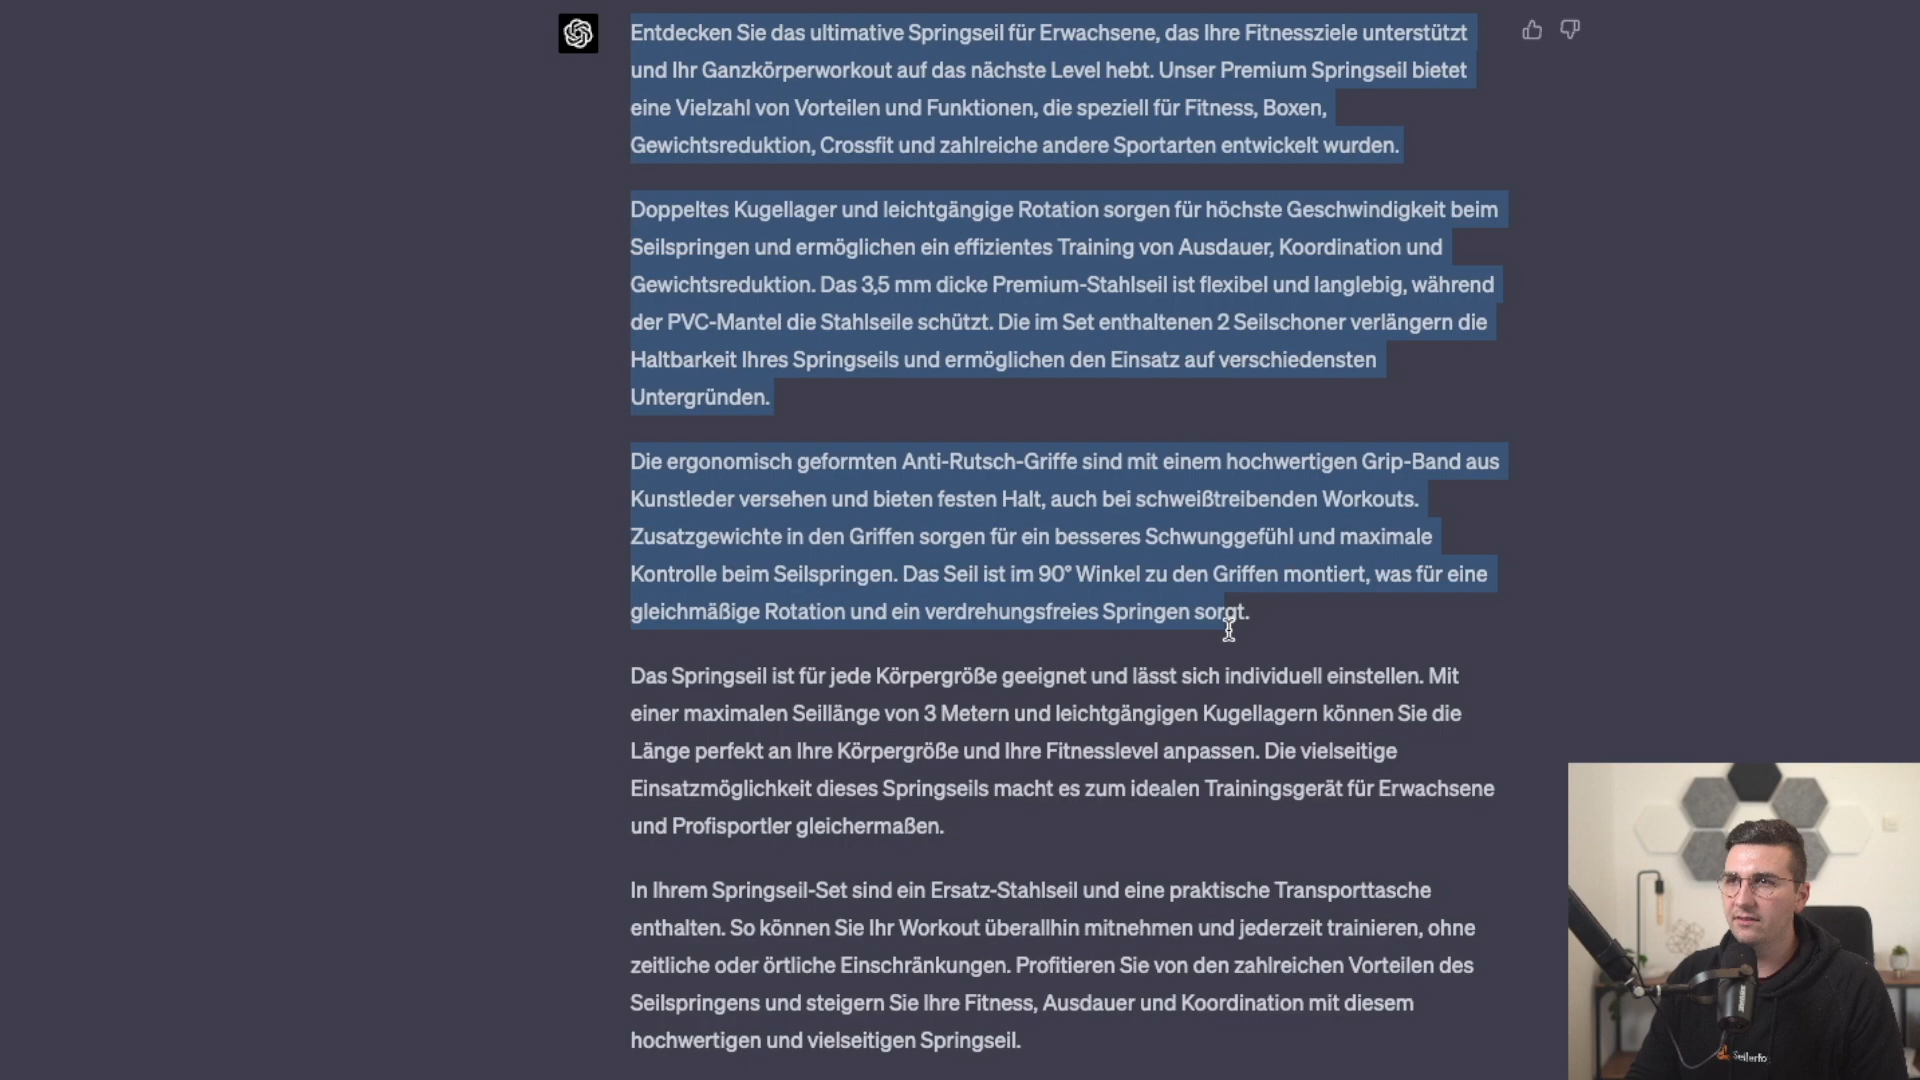 Entdecken Sie das ultimative Springseil für Erwachsene, das Ihre Fitnessziele unterstützt
und Ihr Ganzkörperworkout auf das nächste Level hebt. Unser Premium Springseil bietet
eine Vielzahl von Vorteilen und Funktionen, die speziell für Fitness, Boxen,
Gewichtsreduktion, Crossfit und zahlreiche andere Sportarten entwickelt wurden.
Doppeltes Kugellager und leichtgängige Rotation sorgen für höchste Geschwindigkeit beim
Seilspringen und ermöglichen ein effizientes Training von Ausdauer, Koordination und
Gewichtsreduktion. Das 3,5 mm dicke Premium-Stahlseil ist flexibel und langlebig, während
der PVC-Mantel die Stahlseile schützt. Die im Set enthaltenen 2 Seilschoner verlängern die
Haltbarkeit Ihres Springseils und ermöglichen den Einsatz auf verschiedensten
Untergründen.
Die ergonomisch geformten Anti-Rutsch-Griffe sind mit einem hochwertigen Grip-Band aus
Kunstleder versehen und bieten festen Halt, auch bei schweißtreibenden Workouts.
Zusatzgewichte in den Griffen sorgen für ein besseres Schwunggefühl und maximale
Kontrolle beim Seilspringen. Das Seil ist im 90° Winkel zu den Griffen montiert, was für eine
gleichmäßige Rotation und ein verdrehungsfreies Springen sorgt.
Das Springseil ist für jede Körpergröße geeignet und lässt sich individuell einstellen. Mit
einer maximalen Seillänge von 3 Metern und leichtgängigen Kugellagern können Sie die
Länge perfekt an Ihre Körpergröße und Ihre Fitnesslevel anpassen. Die vielseitige
Einsatzmöglichkeit dieses Springseils macht es zum idealen Trainingsgerät für Erwachsene
und Profisportler gleichermaßen.
In Ihrem Springseil-Set sind ein Ersatz-Stahlseil und eine praktische Transporttasche
enthalten. So können Sie Ihr Workout überallhin mitnehmen und jederzeit trainieren, ohne
zeitliche oder örtliche Einschränkungen. Profitieren Sie von den zahlreichen Vorteilen des
Seilspringens und steigern Sie Ihre Fitness, Ausdauer und Koordination mit diesem
hochwertigen und vielseitigen Springseil.